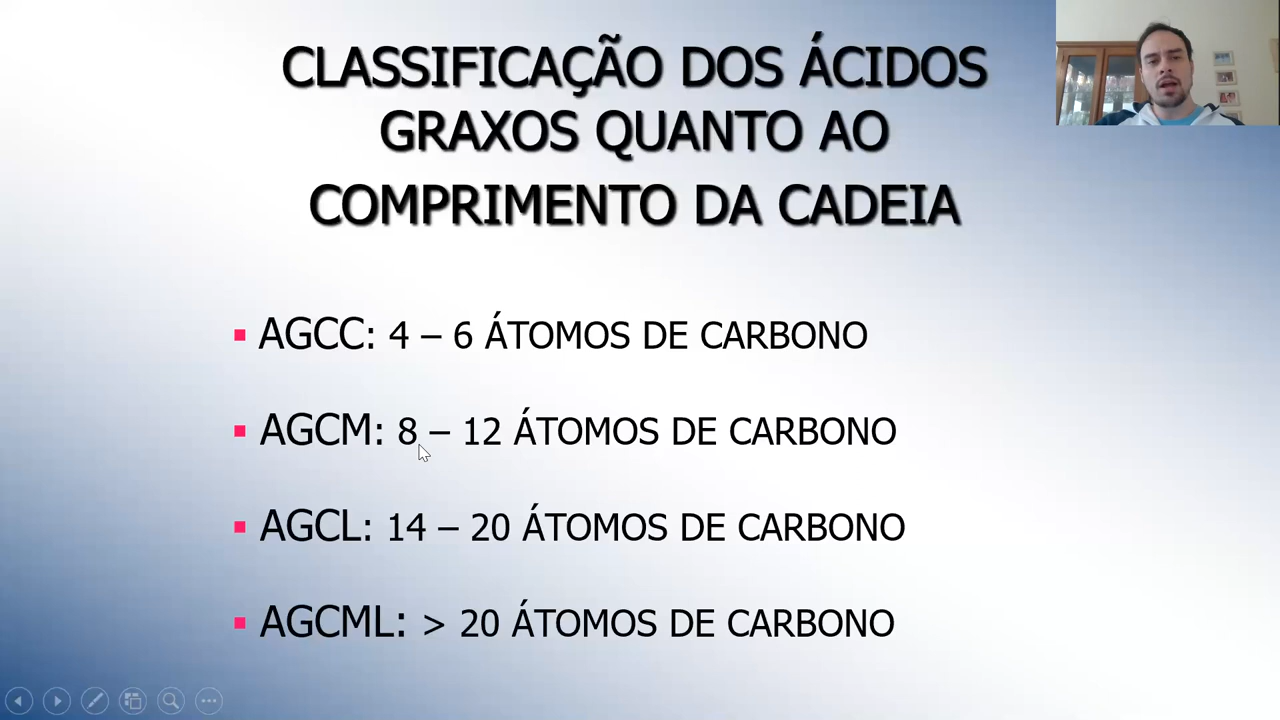 CLASSIFICAÇÃO DOS ÁCIDOS
GRAXOS QUANTO AO
COMPRIMENTO DA CADEIA
AGCC: 4 – 6 ÁTOMOS DE CARBONO
AGCM: 8 – 12 ÁTOMOS DE CARBONO
AGCL: 14 – 20 ÁTOMOS DE CARBONO
AGCML: > 20 ÁTOMOS DE CARBONO